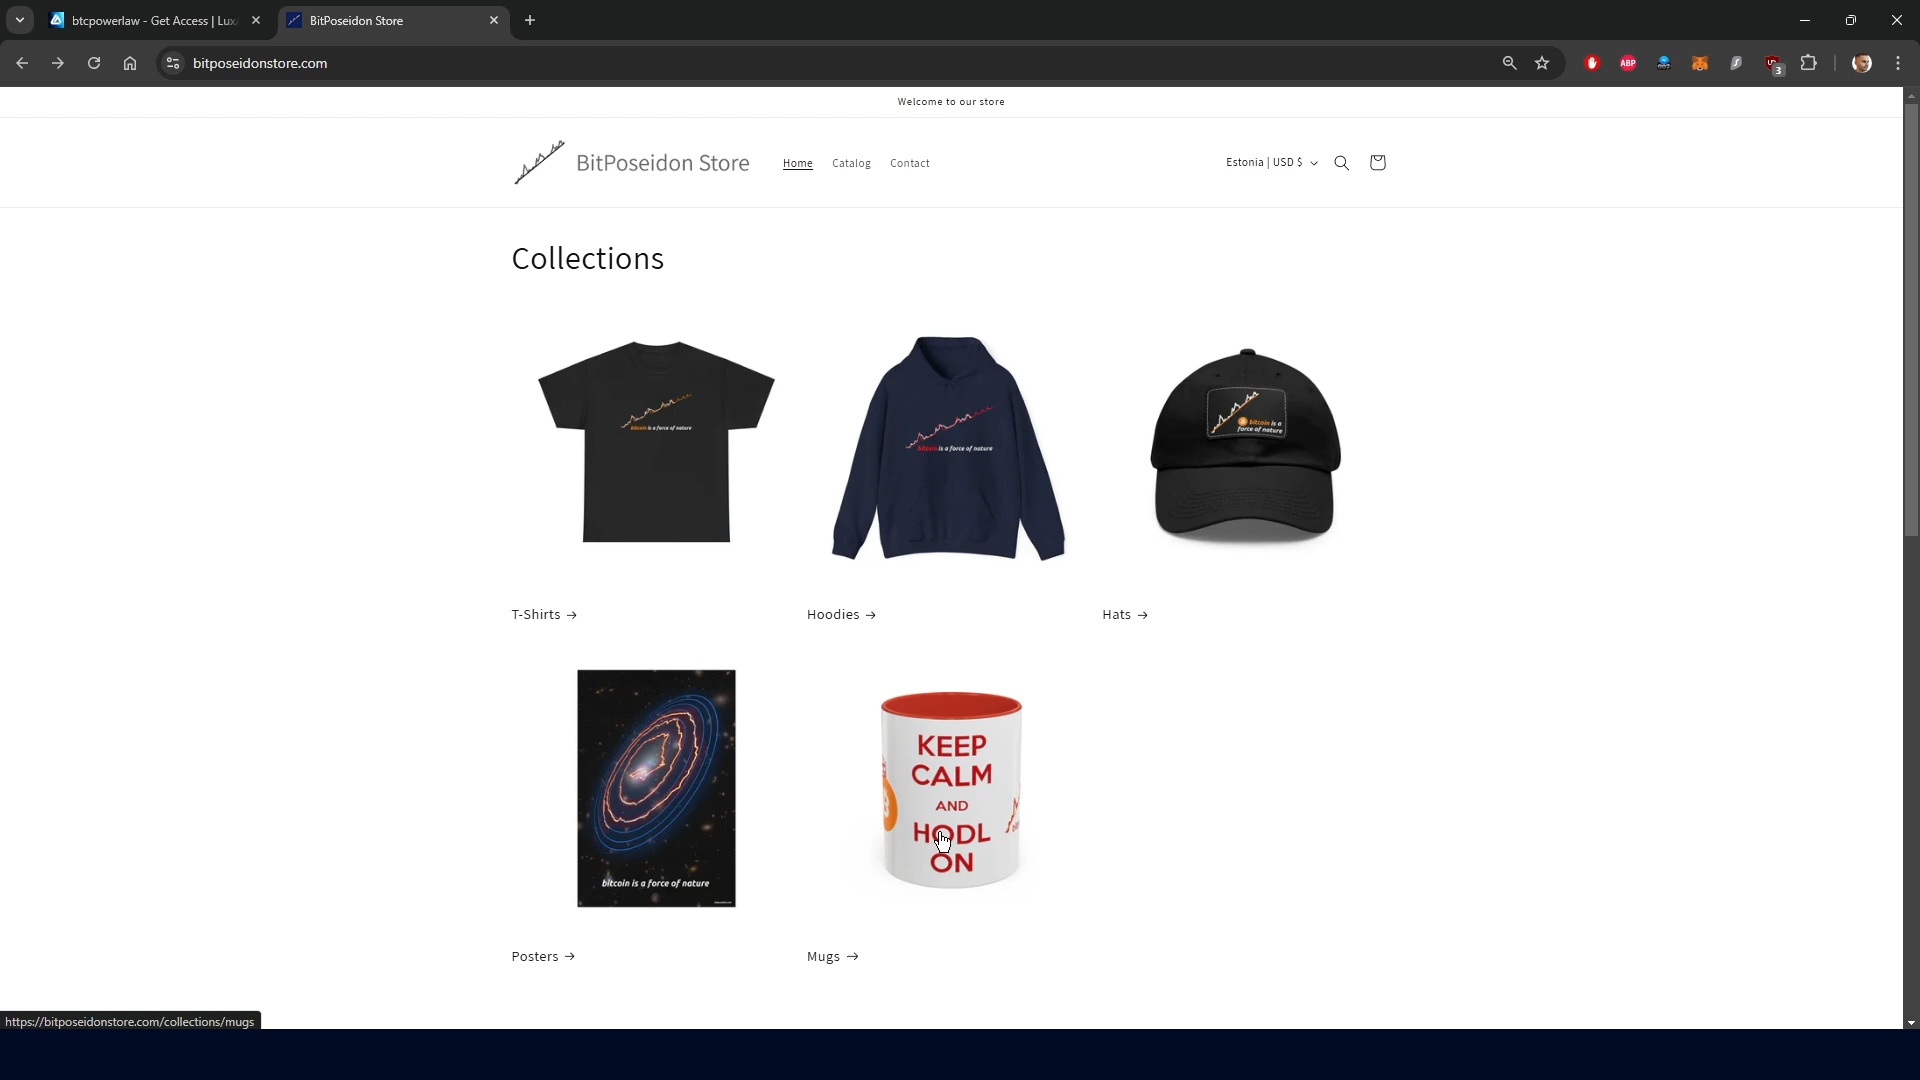 btcpowerlaw - Get Access | Lux
BitPoseidon Store
bitposeidonstore.com
ABP
3
Welcome to our store
BitPoseidon Store
Home
Catalog
Contact
Estonia | USD $
Collections
bitcoin is a force of nature
bitcoin is a force of nature
bitcoin is a
force of nature
T-Shirts →
Hoodies →
Hats →
bitcoin is a force of nature
KEEP
CALM
AND
HODL
ON
Posters →
Mugs →
https://bitposeidonstore.com/collections/mugs